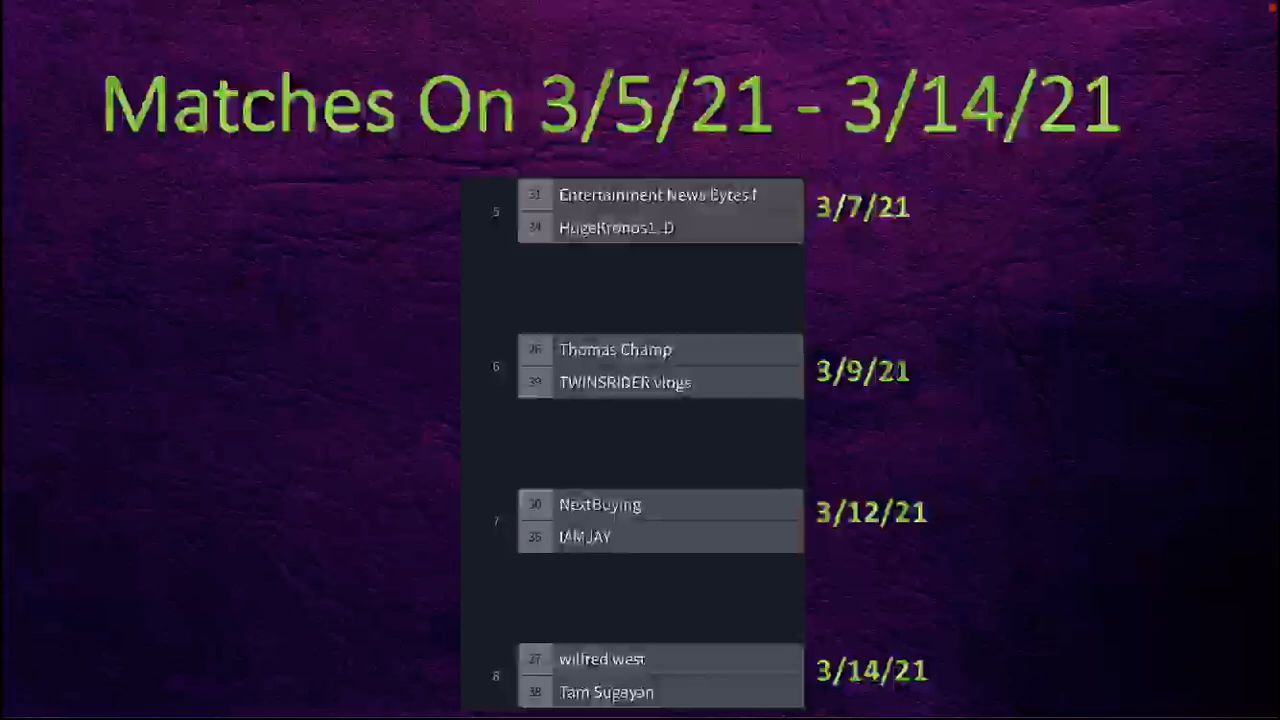 Matches On 3/5/21 - 3/14/21
5
31 Entertainment News Bytes
34 HugeKronos1
3/7/21
6
26 Thomas Champ
39 TWINSRIDER vlogs
3/9/21
7
30 NextBuying
35 IAM JAY
3/12/21
8
27 wilfred west
38 Tam Sugayan
3/14/21